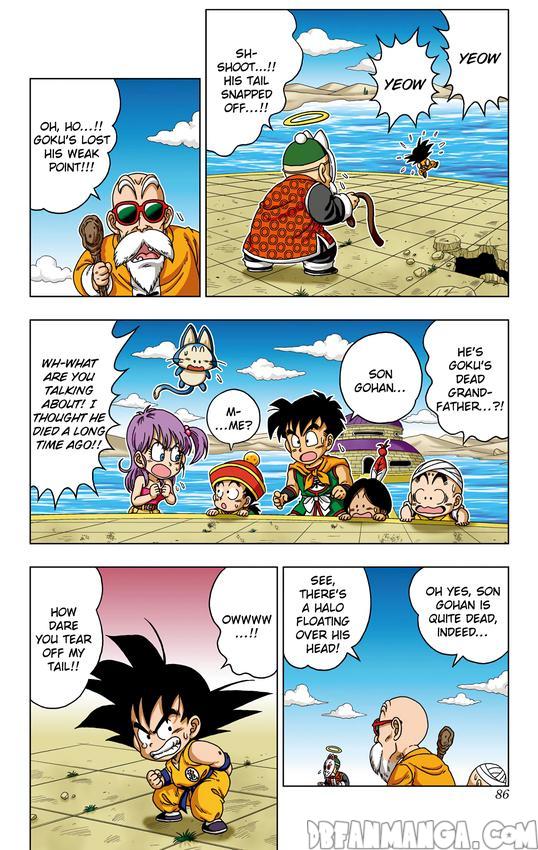 YEOW
YEOW
SH-
SHOOT...!!
HIS TAIL
SNAPPED
OFF...!!
OH, HO...!!
GOKU'S LOST
HIS WEAK
POINT!!!
HE'S
GOKU'S
DEAD
GRAND-
FATHER...?!
SON
GOHAN...
M-
...ME?
WH-WHAT
ARE YOU
TALKING
ABOUT! I
THOUGHT HE
DIED A LONG
TIME AGO!!
OH YES, SON
GOHAN IS
QUITE DEAD,
INDEED...
SEE,
THERE'S
A HALO
FLOATING
OVER HIS
HEAD!
OWWWW
...!!
HOW
DARE
YOU TEAR
OFF MY
TAIL!!
86
DBFANMANGA.COM